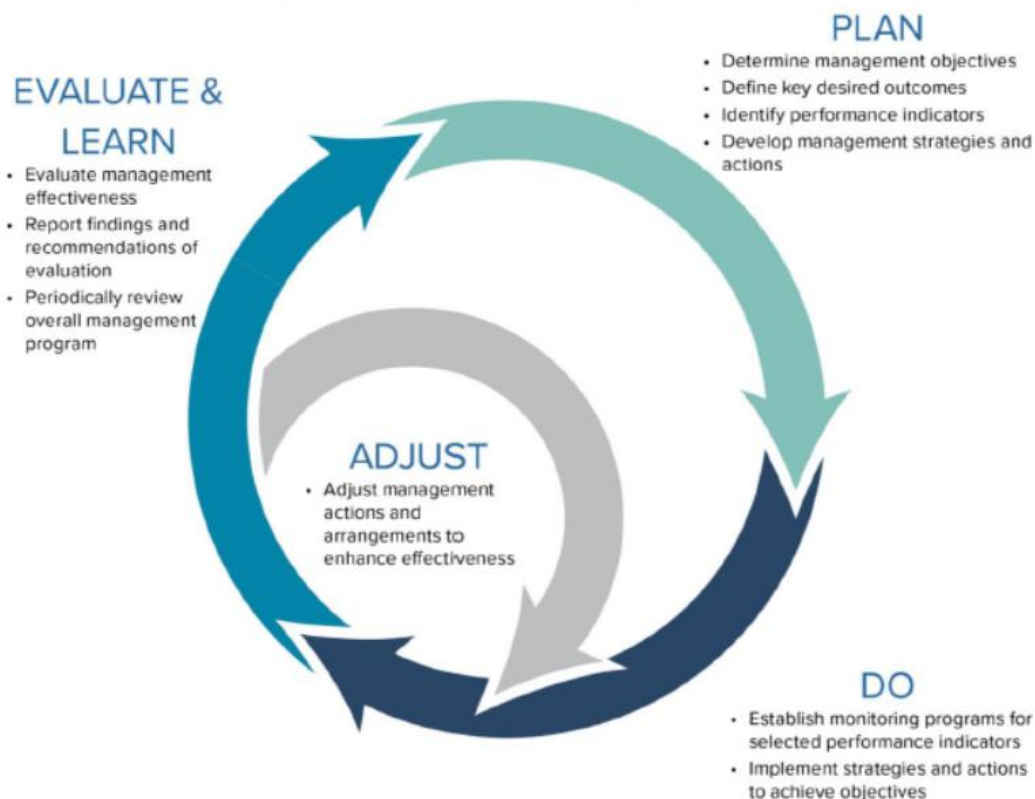 PLAN
• Determine management objectives
• Define key desired outcomes
• Identify performance indicators
• Develop management strategies and
actions
EVALUATE &
LEARN
• Evaluate management
effectiveness
• Report findings and
recommendations of
evaluation
• Periodically review
overall management
program
ADJUST
• Adjust management
actions and
arrangements to
enhance effectiveness
DO
• Establish monitoring programs for
selected performance indicators
• Implement strategies and actions
to achieve objectives